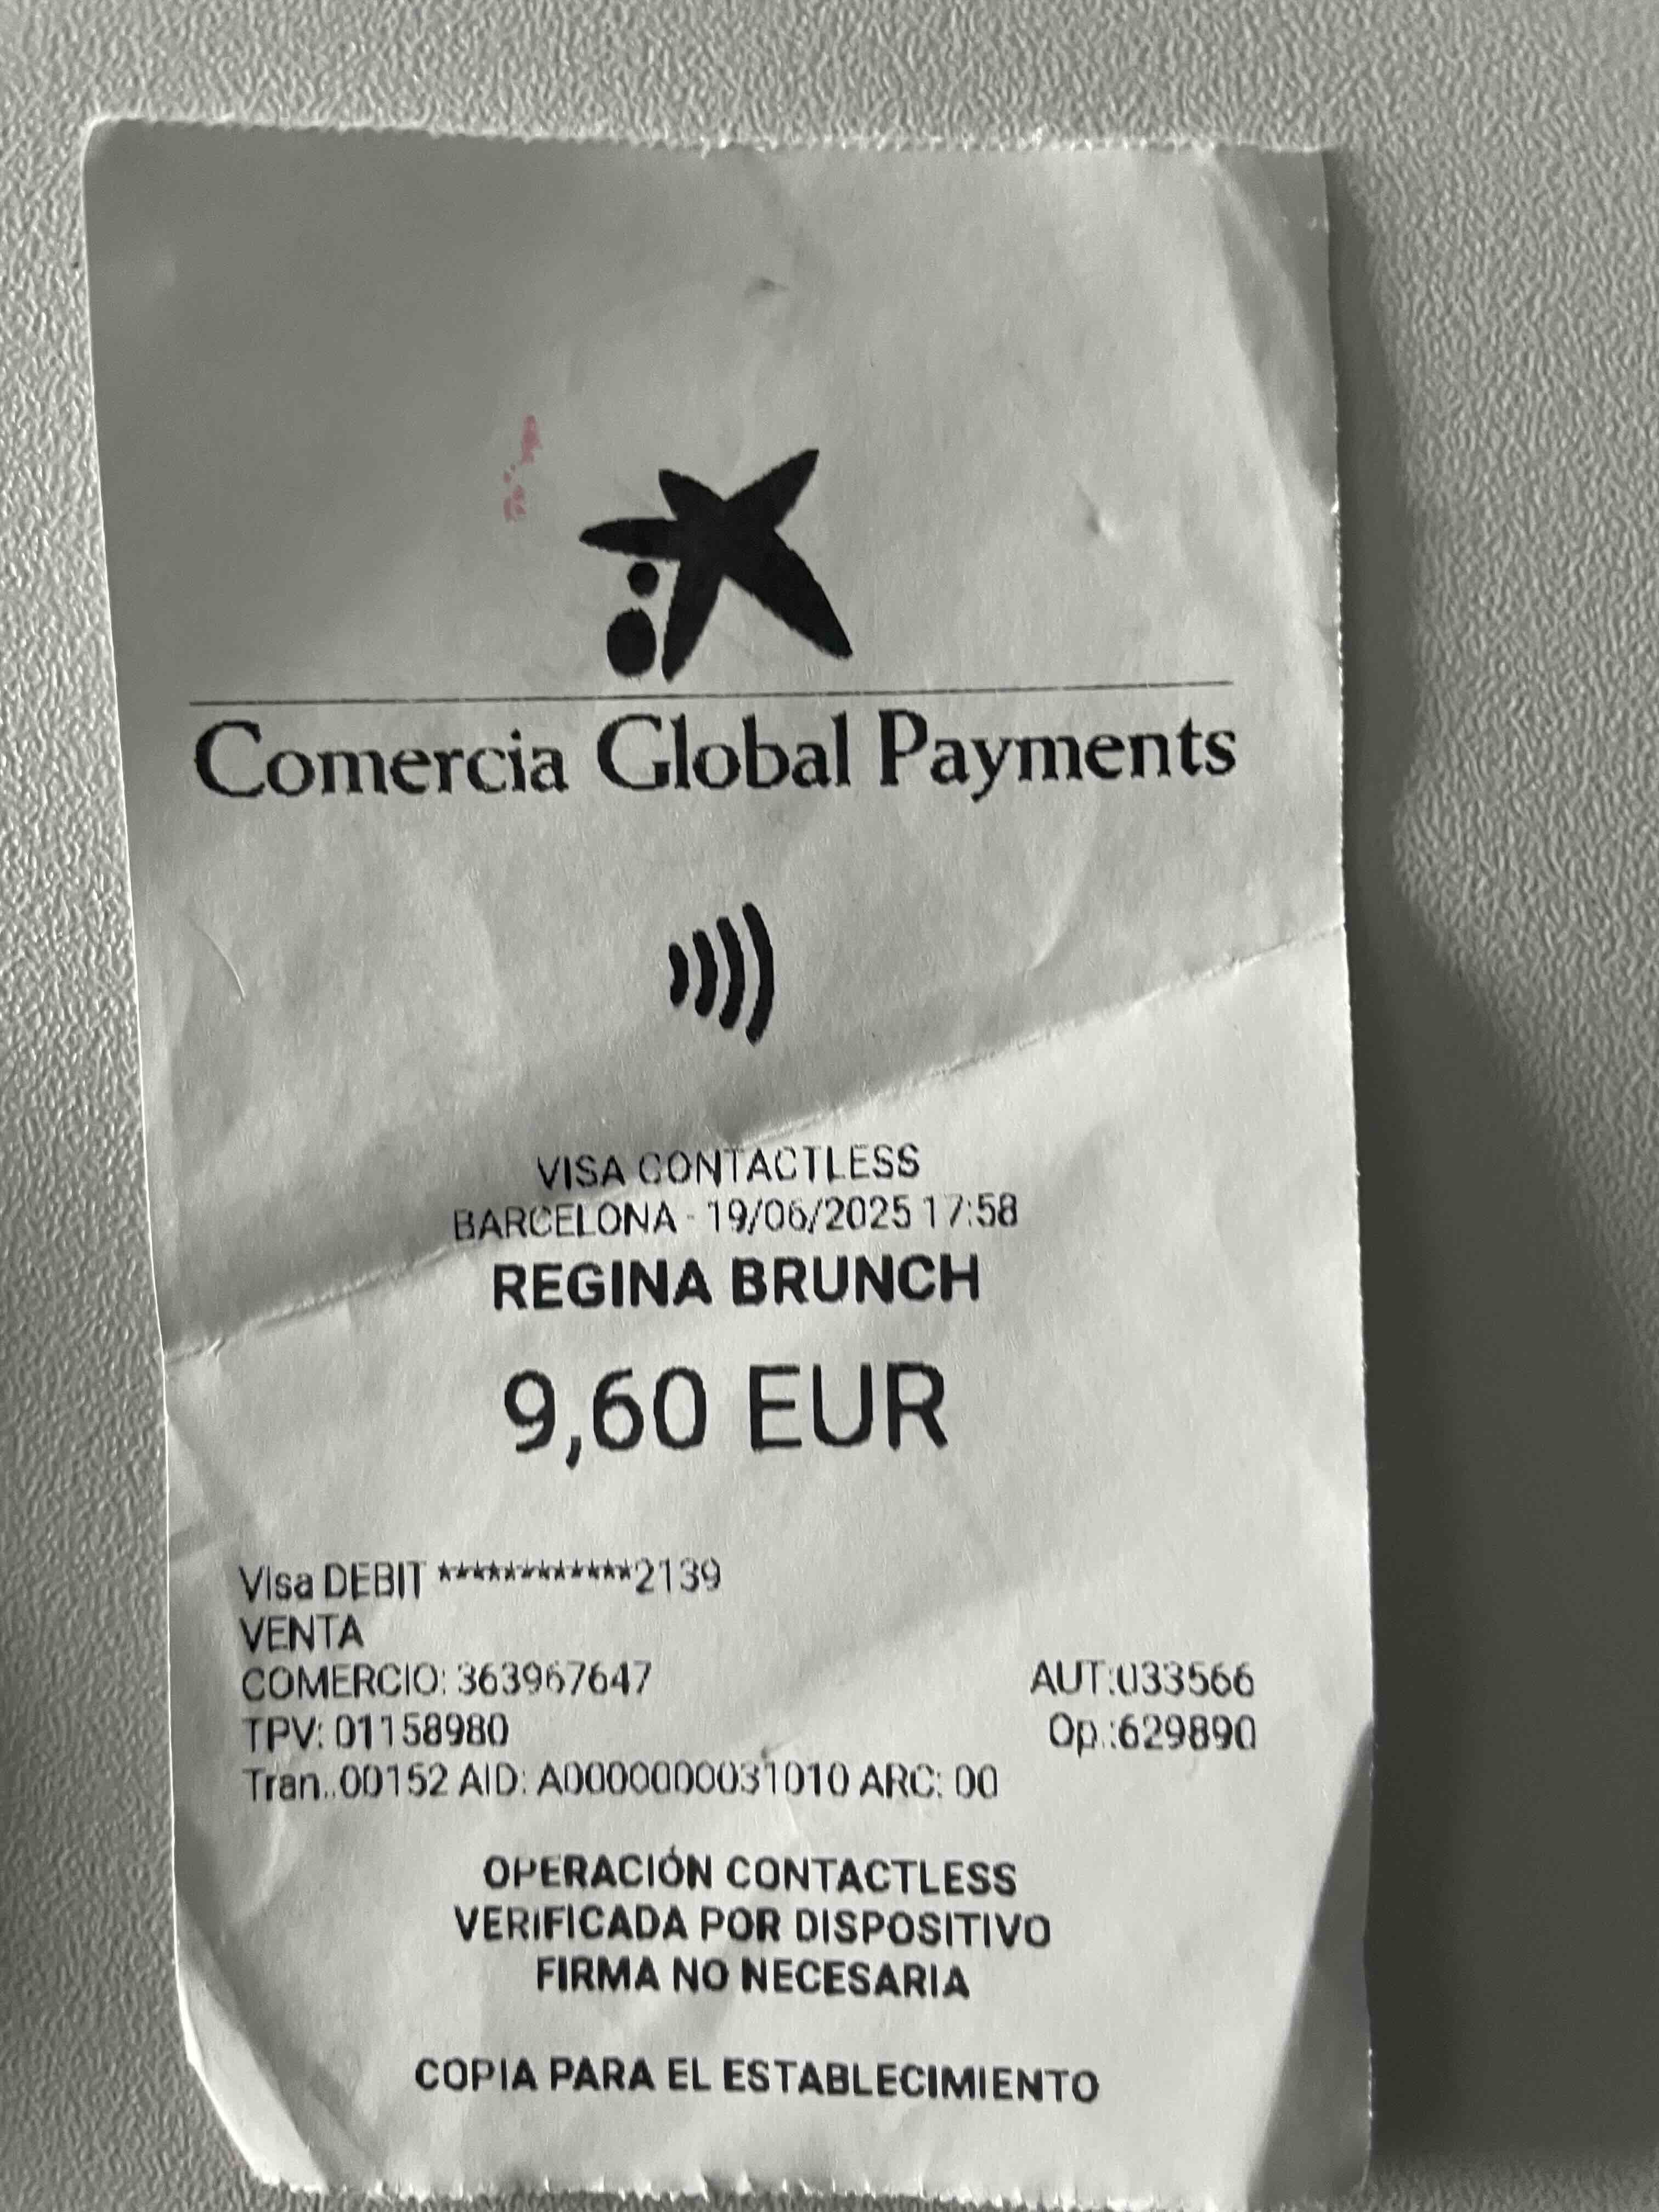 Comercia Global Payments
VISA CONTACTLESS
BARCELONA - 19/06/2025 17:58
REGINA BRUNCH
9,60 EUR
Visa DEBIT ************2139
VENTA
COMERCIO: 363967647 AUT:033566
TPV: 01158980 Op.:629890
Tran.:00152 AID: A0000000031010 ARC: 00
OPERACIÓN CONTACTLESS
VERIFICADA POR DISPOSITIVO
FIRMA NO NECESARIA
COPIA PARA EL ESTABLECIMIENTO